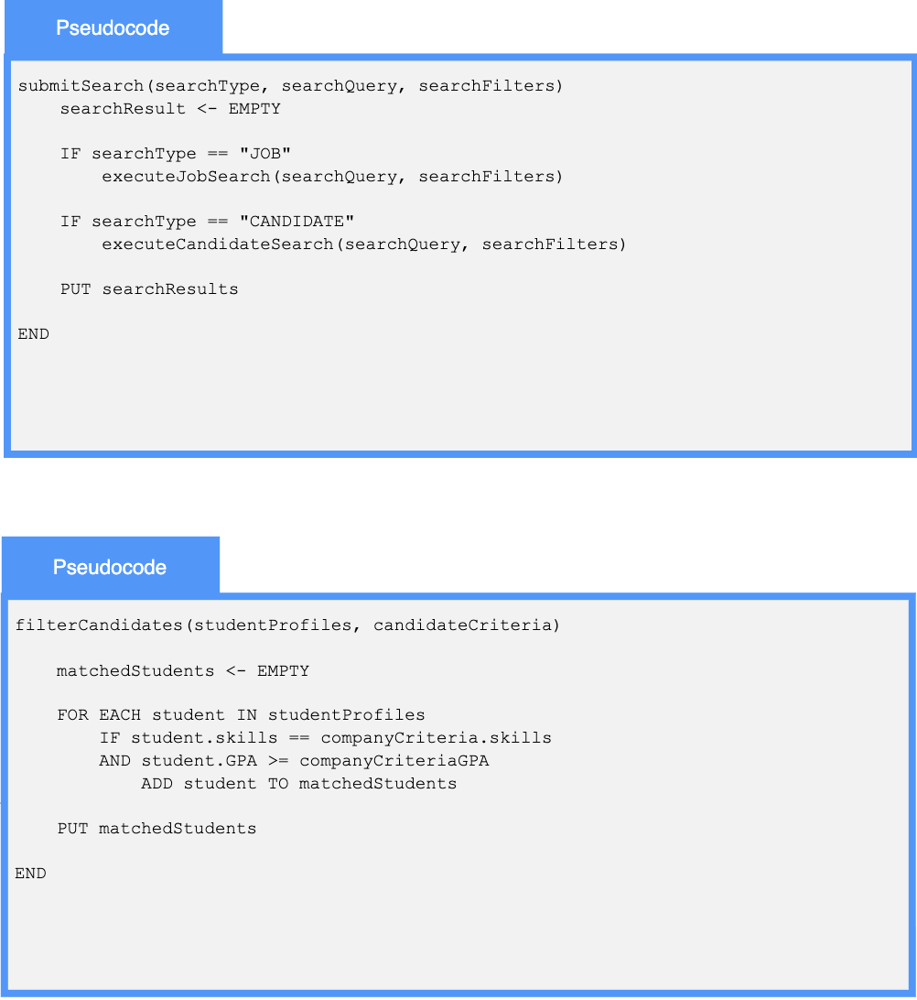 Pseudocode
submitSearch(searchType, searchQuery, searchFilters)
searchResult <- EMPTY
IF searchType == "JOB"
executeJobSearch(searchQuery, searchFilters)
IF searchType == "CANDIDATE"
executeCandidateSearch(searchQuery, searchFilters)
PUT searchResults
END
Pseudocode
filterCandidates(studentProfiles, candidateCriteria)
matchedStudents <- EMPTY
FOR EACH student IN studentProfiles
IF student.skills == companyCriteria.skills
AND student.GPA >= companyCriteriaGPA
ADD student TO matchedStudents
PUT matchedStudents
END